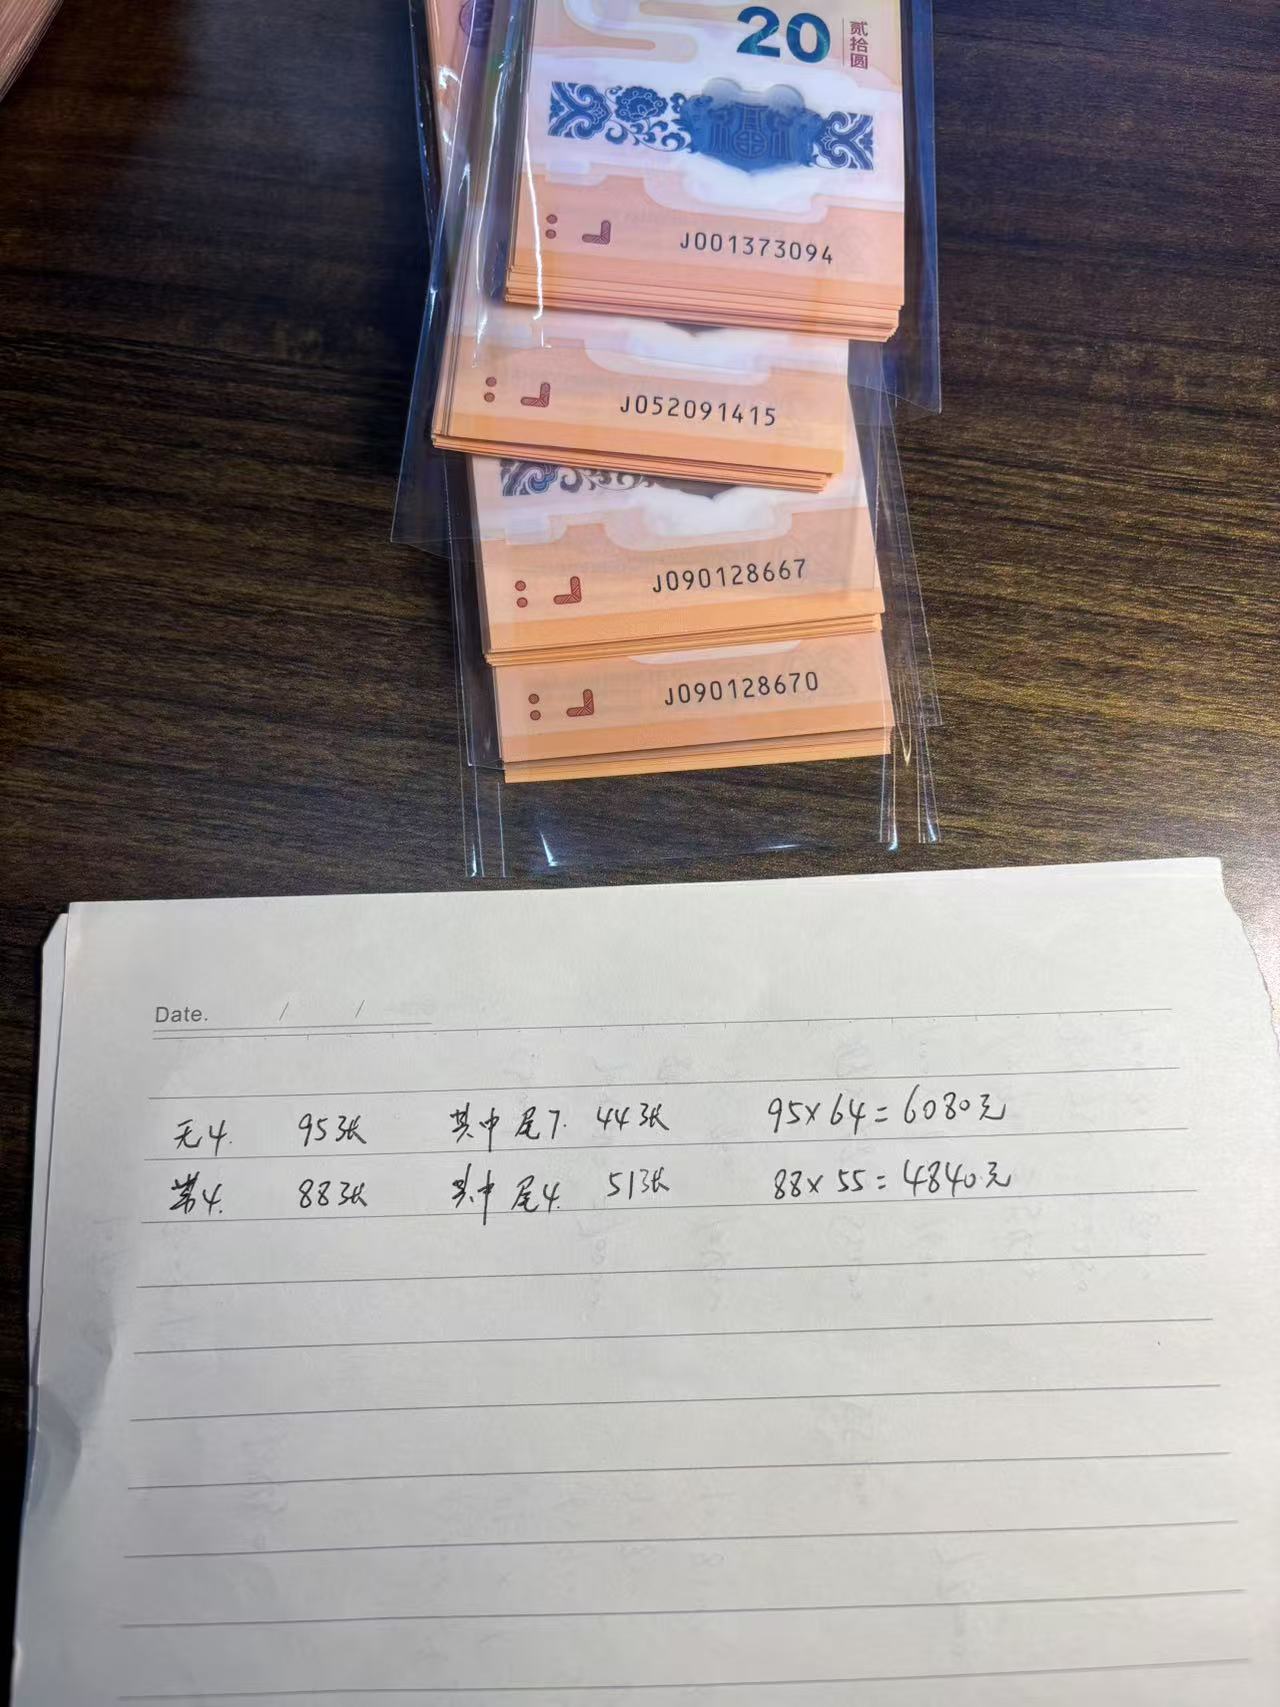 20 贰拾圆
J001373094
J052091415
J090128667
J090128670
Date. / /
无4. 95张 其中尾7. 44张 95×64=6080元
带4. 88张 其中尾4. 51张 88×55=4840元